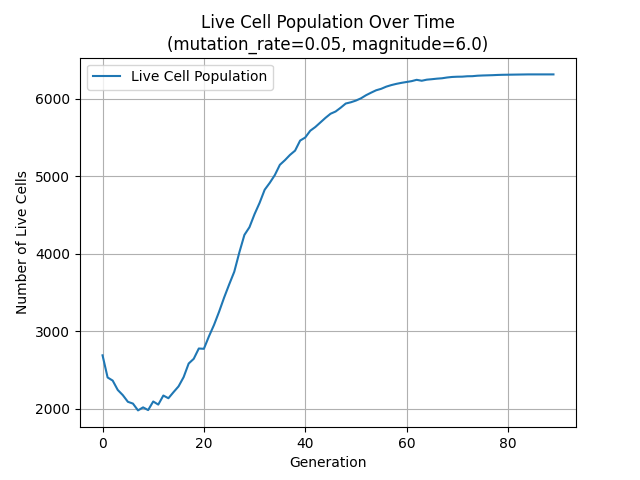 Live Cell Population Over Time
(mutation_rate=0.05, magnitude=6.0)
Live Cell Population
Number of Live Cells
6000
5000
4000
3000
2000
0
20
40
60
80
Generation